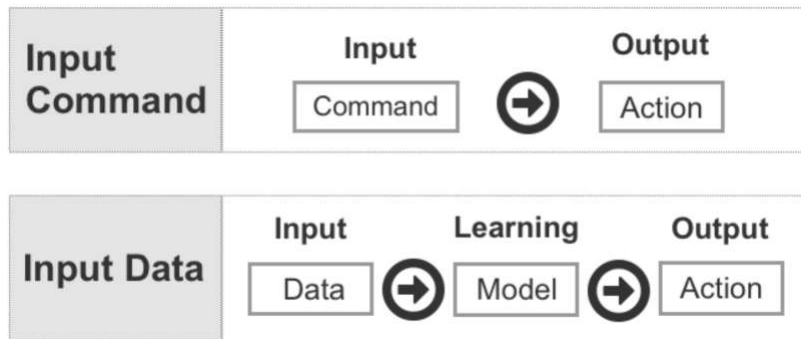 Input
Command
Input Output
Command Action
Input Data
Input Learning Output
Data Model Action